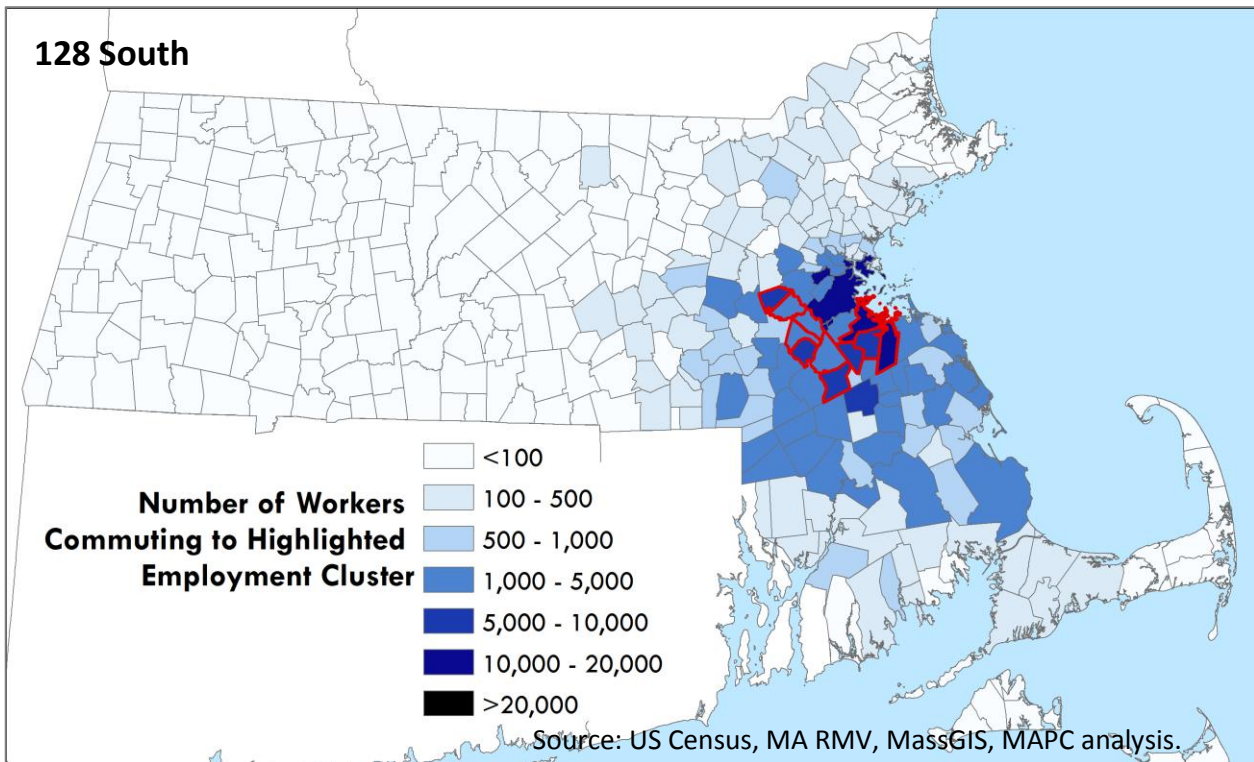 128 South
Number of Workers
Commuting to Highlighted
Employment Cluster
<100
100 - 500
500 - 1,000
1,000 - 5,000
5,000 - 10,000
10,000 - 20,000
>20,000
Source: US Census, MA RMV, MassGIS, MAPC analysis.